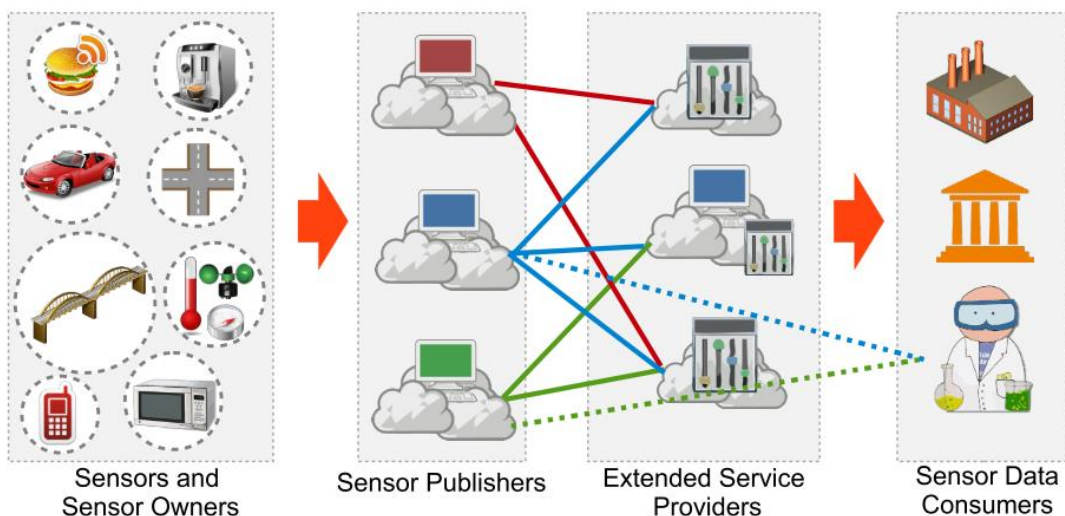 Sensors and
Sensor Owners
Sensor Publishers
Extended Service
Providers
Sensor Data
Consumers